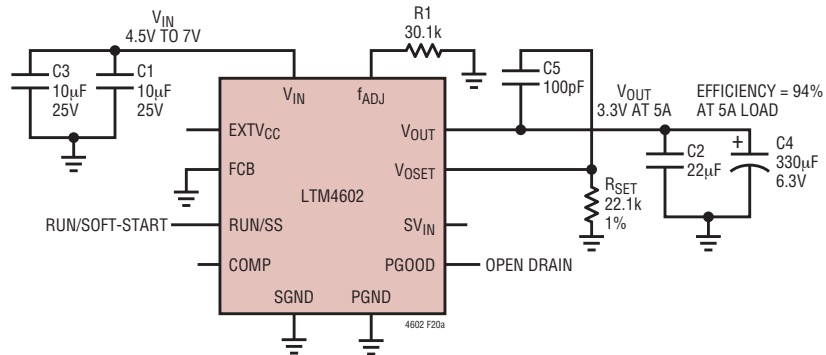 VIN
4.5V TO 7V
R1
30.1k
C3
10µF
25V
C1
10µF
25V
C5
100pF
VOUT
3.3V AT 5A
EFFICIENCY = 94%
AT 5A LOAD
VIN
fADJ
EXTVCC
VOUT
FCB
VOSET
LTM4602
RUN/SOFT-START
RUN/SS
SVIN
COMP
PGOOD
OPEN DRAIN
SGND
PGND
RSET
22.1k
1%
C2
22µF
+
C4
330µF
6.3V
4602 F20a